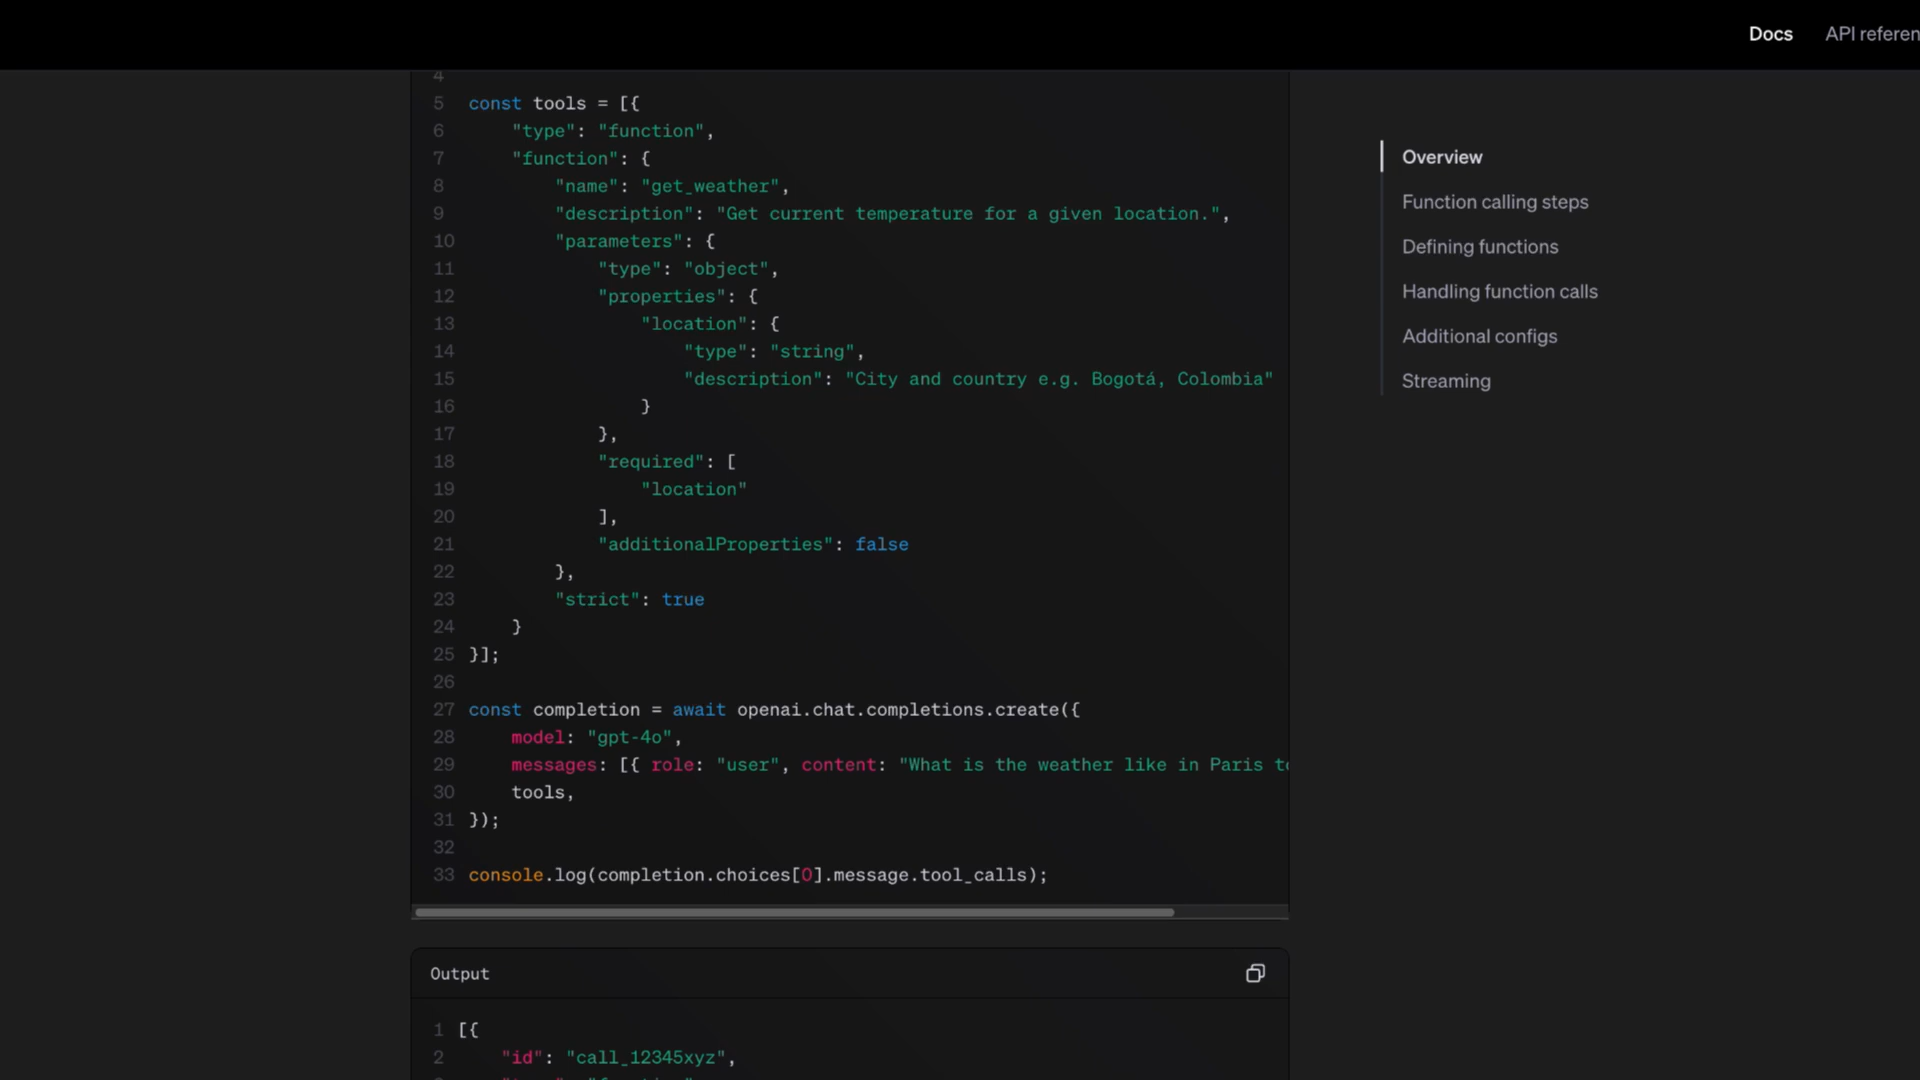 Docs API referen
4
5 const tools = [{
6 "type": "function",
7 "function": {
8 "name": "get_weather",
9 "description": "Get current temperature for a given location.",
10 "parameters": {
11 "type": "object",
12 "properties": {
13 "location": {
14 "type": "string",
15 "description": "City and country e.g. Bogotá, Colombia"
16 }
17 },
18 "required": [
19 "location"
20 ],
21 "additionalProperties": false
22 },
23 "strict": true
24 }
25 }];
26
27 const completion = await openai.chat.completions.create({
28 model: "gpt-4o",
29 messages: [{ role: "user", content: "What is the weather like in Paris
30 tools,
31 });
32
33 console.log(completion.choices[0].message.tool_calls);
Output
1 [{
2 "id": "call_12345xyz",
Overview
Function calling steps
Defining functions
Handling function calls
Additional configs
Streaming